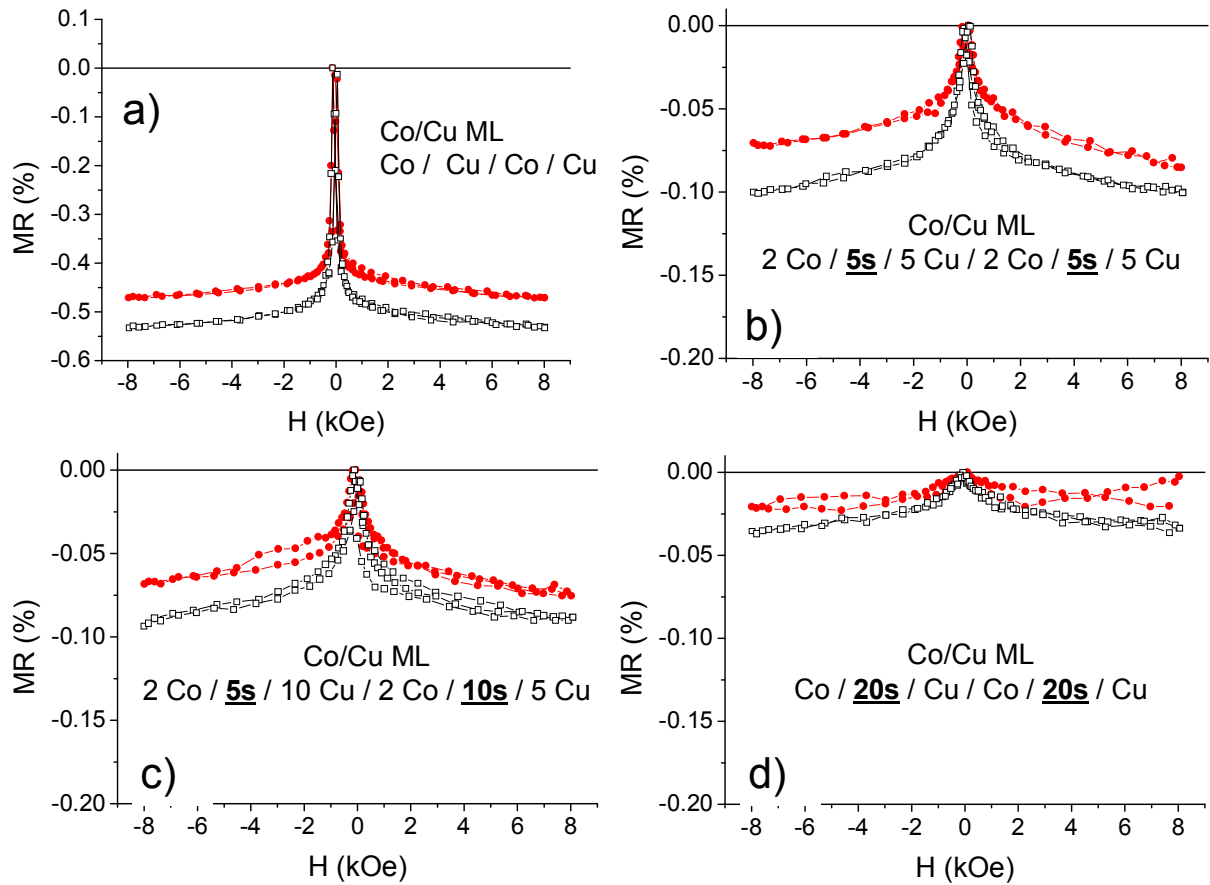 0.0
-0.1
-0.2
-0.3
-0.4
-0.5
-0.6
MR (%)
a)
Co/Cu ML
Co / Cu / Co / Cu
-8 -6 -4 -2 0 2 4 6 8
H (kOe)
0.00
-0.05
-0.10
-0.15
-0.20
MR (%)
Co/Cu ML
2 Co / 5s / 5 Cu / 2 Co / 5s / 5 Cu
b)
-8 -6 -4 -2 0 2 4 6 8
H (kOe)
0.00
-0.05
-0.10
-0.15
-0.20
MR (%)
Co/Cu ML
2 Co / 5s / 10 Cu / 2 Co / 10s / 5 Cu
c)
-8 -6 -4 -2 0 2 4 6 8
H (kOe)
0.00
-0.05
-0.10
-0.15
-0.20
MR (%)
Co/Cu ML
Co / 20s / Cu / Co / 20s / Cu
d)
-8 -6 -4 -2 0 2 4 6 8
H (kOe)